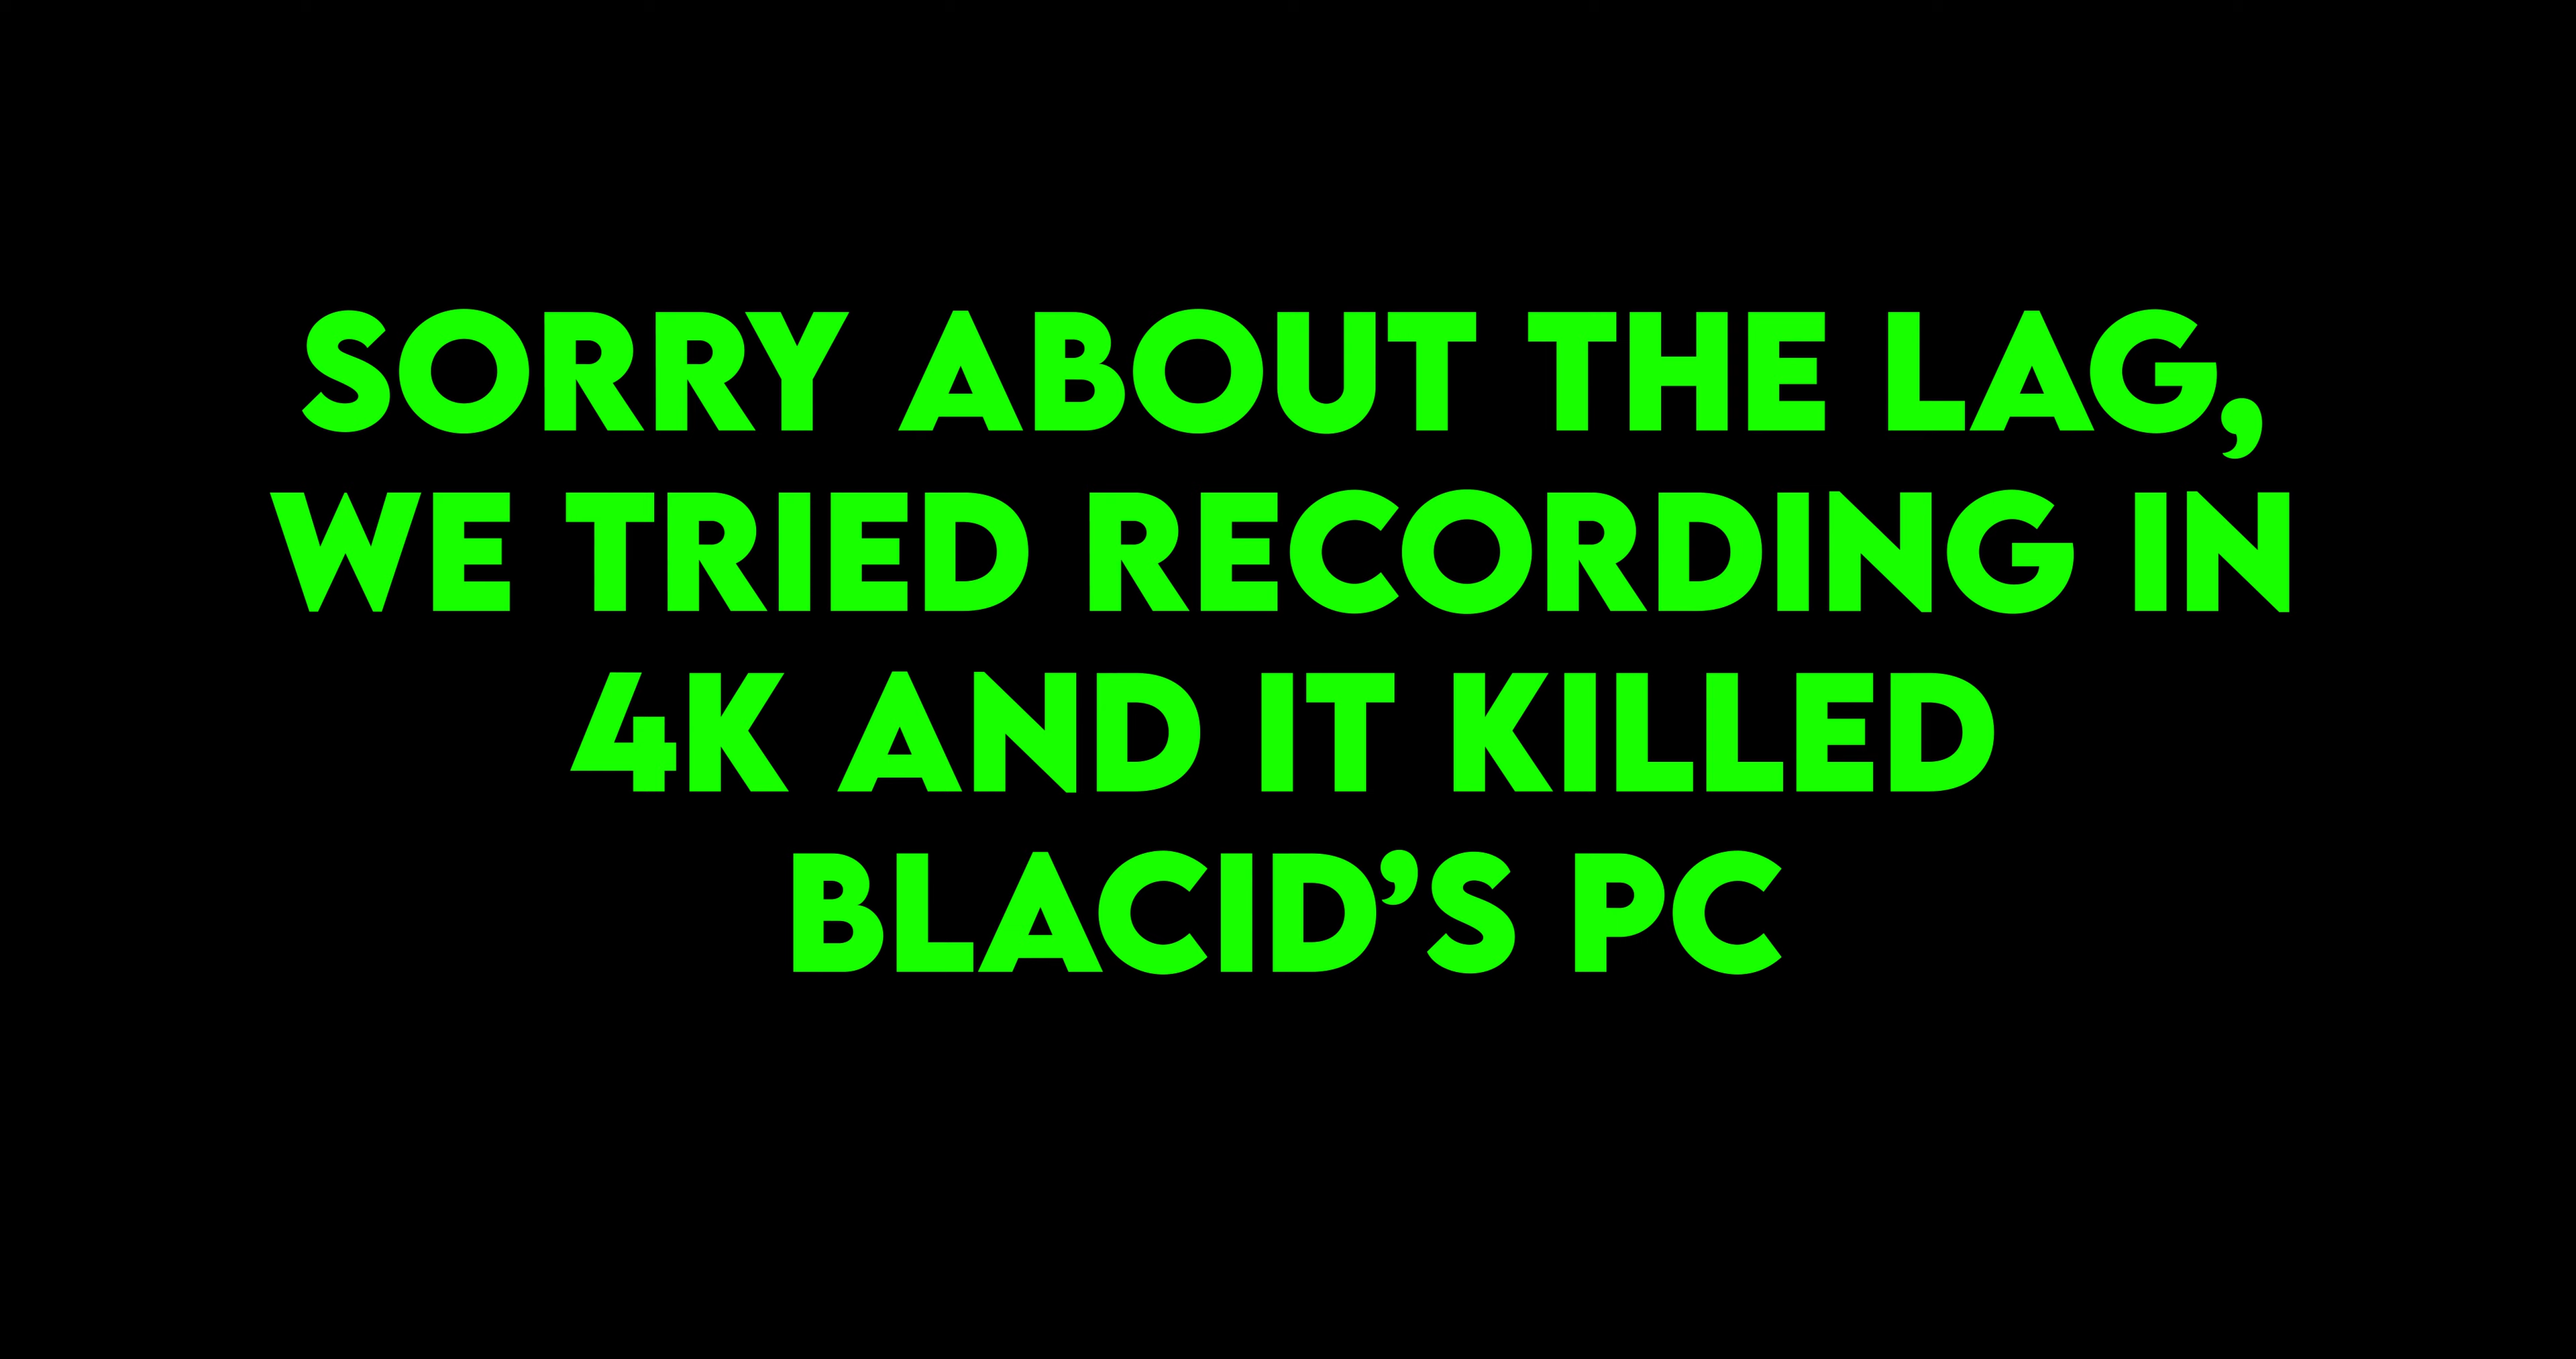 SORRY ABOUT THE LAG,
WE TRIED RECORDING IN
4K AND IT KILLED
BLACID’S PC